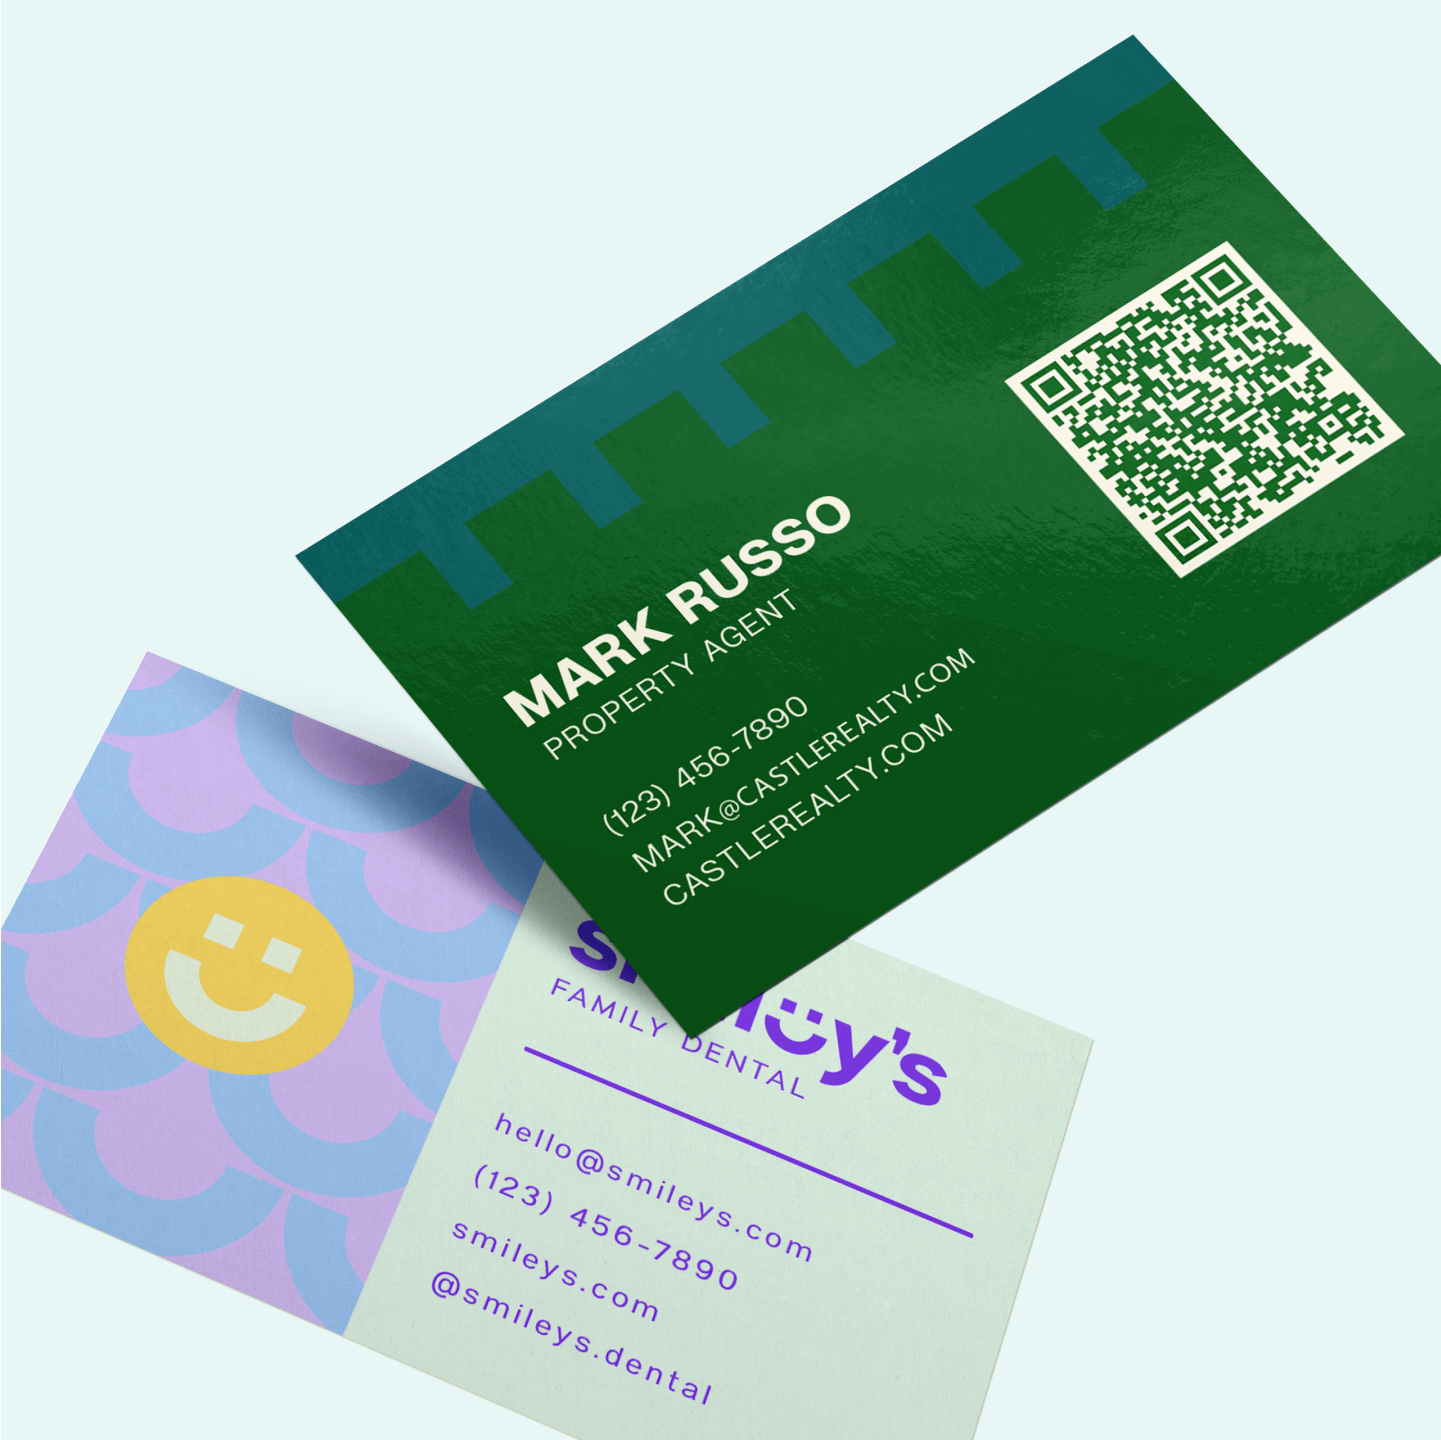 MARK RUSSO
PROPERTY AGENT
(123) 456-7890
MARK@CASTLEREALTY.COM
CASTLEREALTY.COM
FAMILY DENTAL
hello@smileys.com
(123) 456-7890
smileys.com
@smileys.dental